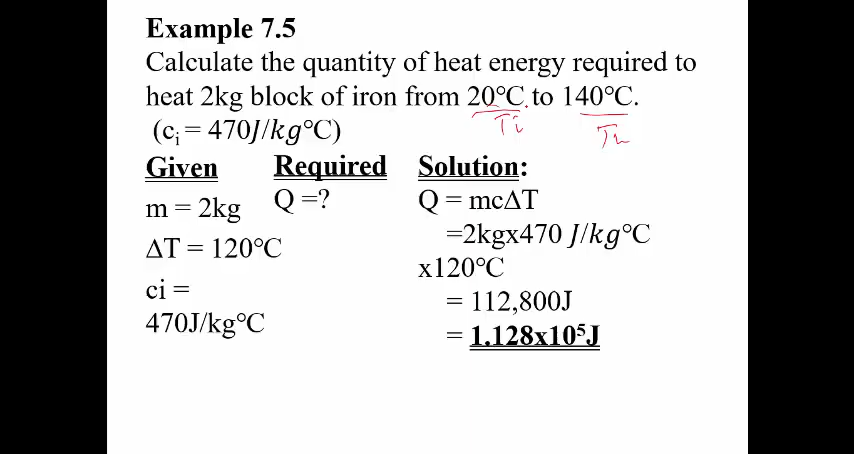 Example 7.5
Calculate the quantity of heat energy required to
heat 2kg block of iron from 20°C. to 140°C.
Ti
(cᵢ = 470J/kg°C)
Given
m = 2kg
ΔT = 120°C
ci =
470J/kg°C
Required
Q =?
Solution:
Q = mcΔT
=2kgx470 J/kg°C
x120°C
= 112,800J
= 1.128x10⁵J